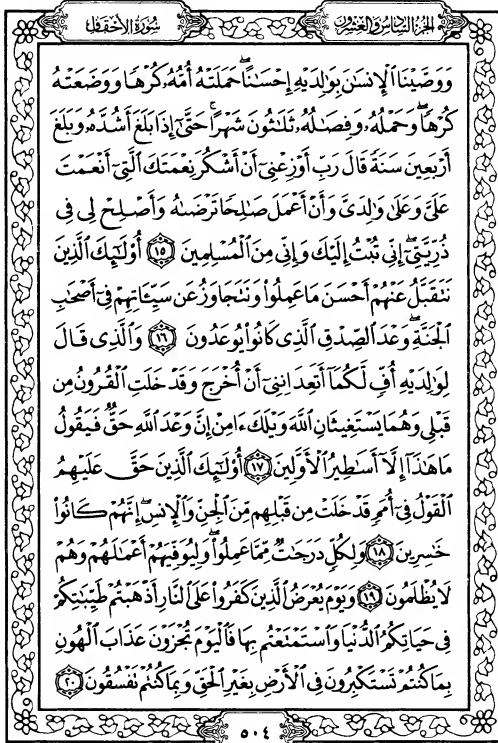 الجزء السادس والعشرون
سورة الأحقاف
وَوَصَّيْنَا ٱلْإِنسَٰنَ بِوَٰلِدَيْهِ إِحْسَٰنًا ۖ حَمَلَتْهُ أُمُّهُۥ كُرْهًا وَوَضَعَتْهُ
كُرْهًا ۖ وَحَمْلُهُۥ وَفِصَٰلُهُۥ ثَلَٰثُونَ شَهْرًا ۚ حَتَّىٰٓ إِذَا بَلَغَ أَشُدَّهُۥ وَبَلَغَ
أَرْبَعِينَ سَنَةً قَالَ رَبِّ أَوْزِعْنِىٓ أَنْ أَشْكُرَ نِعْمَتَكَ ٱلَّتِىٓ أَنْعَمْتَ
عَلَىَّ وَعَلَىٰ وَٰلِدَىَّ وَأَنْ أَعْمَلَ صَٰلِحًا تَرْضَىٰهُ وَأَصْلِحْ لِى فِى
ذُرِّيَّتِىٓ ۖ إِنِّى تُبْتُ إِلَيْكَ وَإِنِّى مِنَ ٱلْمُسْلِمِينَ ١٥ أُو۟لَٰٓئِكَ ٱلَّذِينَ
نَتَقَبَّلُ عَنْهُمْ أَحْسَنَ مَا عَمِلُوا۟ وَنَتَجَاوَزُ عَن سَيِّـَٔاتِهِمْ فِىٓ أَصْحَٰبِ
ٱلْجَنَّةِ ۖ وَعْدَ ٱلصِّدْقِ ٱلَّذِى كَانُوا۟ يُوعَدُونَ ١٦ وَٱلَّذِى قَالَ
لِوَٰلِدَيْهِ أُفٍّ لَّكُمَآ أَتَعِدَانِنِىٓ أَنْ أُخْرَجَ وَقَدْ خَلَتِ ٱلْقُرُونُ مِن
قَبْلِى وَهُمَا يَسْتَغِيثَانِ ٱللَّهَ وَيْلَكَ ءَامِنْ إِنَّ وَعْدَ ٱللَّهِ حَقٌّ فَيَقُولُ
مَا هَٰذَآ إِلَّآ أَسَٰطِيرُ ٱلْأَوَّلِينَ ١٧ أُو۟لَٰٓئِكَ ٱلَّذِينَ حَقَّ عَلَيْهِمُ
ٱلْقَوْلُ فِىٓ أُمَمٍ قَدْ خَلَتْ مِن قَبْلِهِم مِّنَ ٱلْجِنِّ وَٱلْإِنسِ ۖ إِنَّهُمْ كَانُوا۟
خَٰسِرِينَ ١٨ وَلِكُلٍّ دَرَجَٰتٌ مِّمَّا عَمِلُوا۟ ۖ وَلِيُوَفِّيَهُمْ أَعْمَٰلَهُمْ وَهُمْ
لَا يُظْلَمُونَ ١٩ وَيَوْمَ يُعْرَضُ ٱلَّذِينَ كَفَرُوا۟ عَلَى ٱلنَّارِ أَذْهَبْتُمْ طَيِّبَٰتِكُمْ
فِى حَيَاتِكُمُ ٱلدُّنْيَا وَٱسْتَمْتَعْتُم بِهَا فَٱلْيَوْمَ تُجْزَوْنَ عَذَابَ ٱلْهُونِ
بِمَا كُنتُمْ تَسْتَكْبِرُونَ فِى ٱلْأَرْضِ بِغَيْرِ ٱلْحَقِّ وَبِمَا كُنتُمْ تَفْسُقُونَ ٢٠
٥٠٤